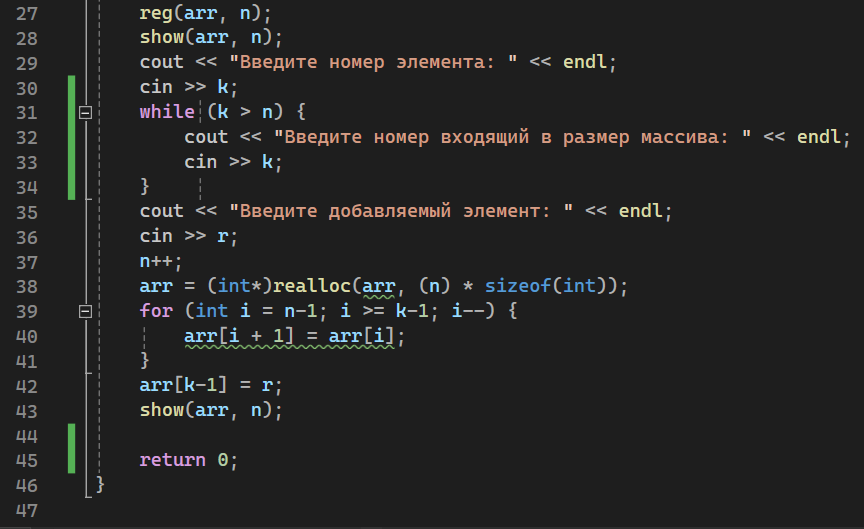 27 reg(arr, n);
28 show(arr, n);
29 cout << "Введите номер элемента: " << endl;
30 cin >> k;
31 while (k > n) {
32 cout << "Введите номер входящий в размер массива: " << endl;
33 cin >> k;
34 }
35 cout << "Введите добавляемый элемент: " << endl;
36 cin >> r;
37 n++;
38 arr = (int*)realloc(arr, (n) * sizeof(int));
39 for (int i = n-1; i >= k-1; i--) {
40 arr[i + 1] = arr[i];
41 }
42 arr[k-1] = r;
43 show(arr, n);
44
45 return 0;
46 }
47